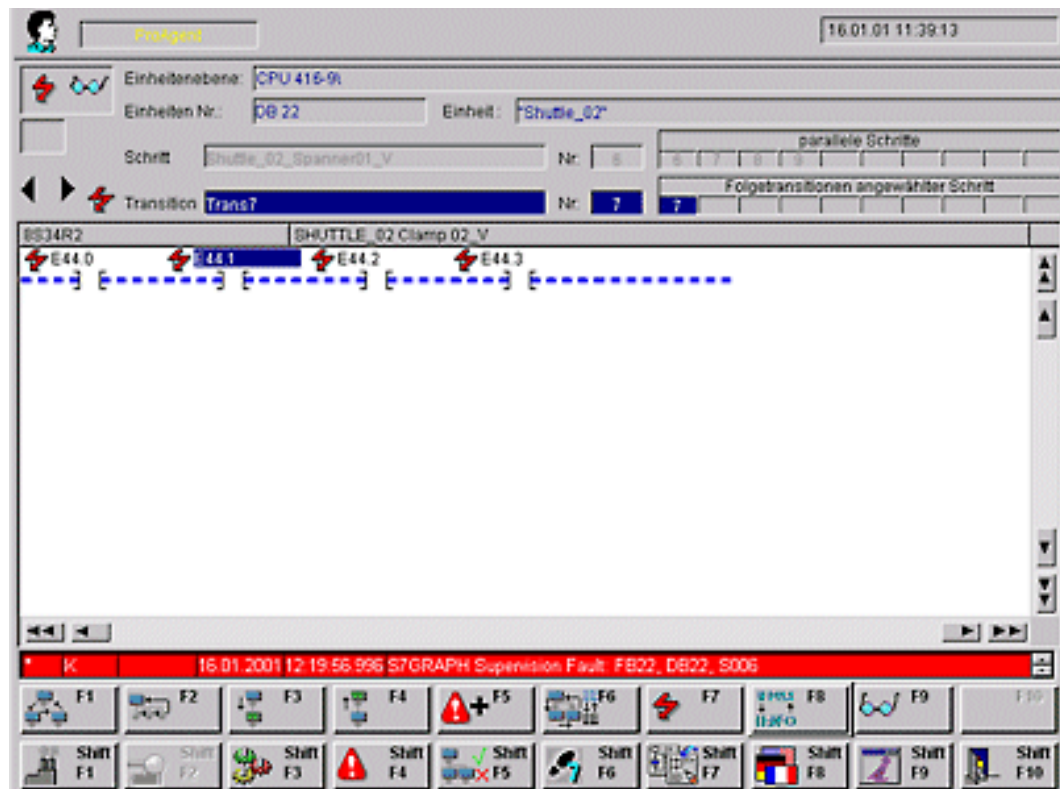 ProAgent 16.01.01 11:39:13
Einheitenebene: CPU 416-9\
Einheiten Nr.: DB 22 Einheit: "Shuttle_02"
parallele Schritte
Schritt Shuttle_02_Spanner01_V Nr. 6 6 7 8 9
Folgetransitionen angewählter Schritt
Transition Trans7 Nr. 7 7
8S34R2 SHUTTLE_02 Clamp 02_V
E44.0 E44.1 E44.2 E44.3
* K 16.01.2001 12:19:56.996 S7GRAPH Supervision Fault: FB22, DB22, S006
F1 F2 F3 F4 F5 F6 F7 F8 F9 F10
INFO
Shift Shift Shift Shift Shift Shift Shift Shift Shift Shift
F1 F2 F3 F4 F5 F6 F7 F8 F9 F10